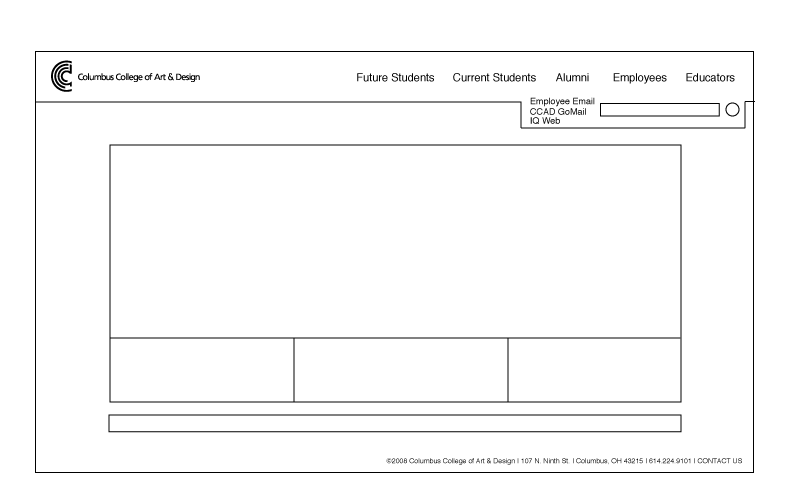 Columbus College of Art & Design
Future Students Current Students Alumni Employees Educators
Employee Email
CCAD GoMail
IQ Web
©2008 Columbus College of Art & Design I 107 N. Ninth St. I Columbus, OH 43215 I 614.224.9101 I CONTACT US